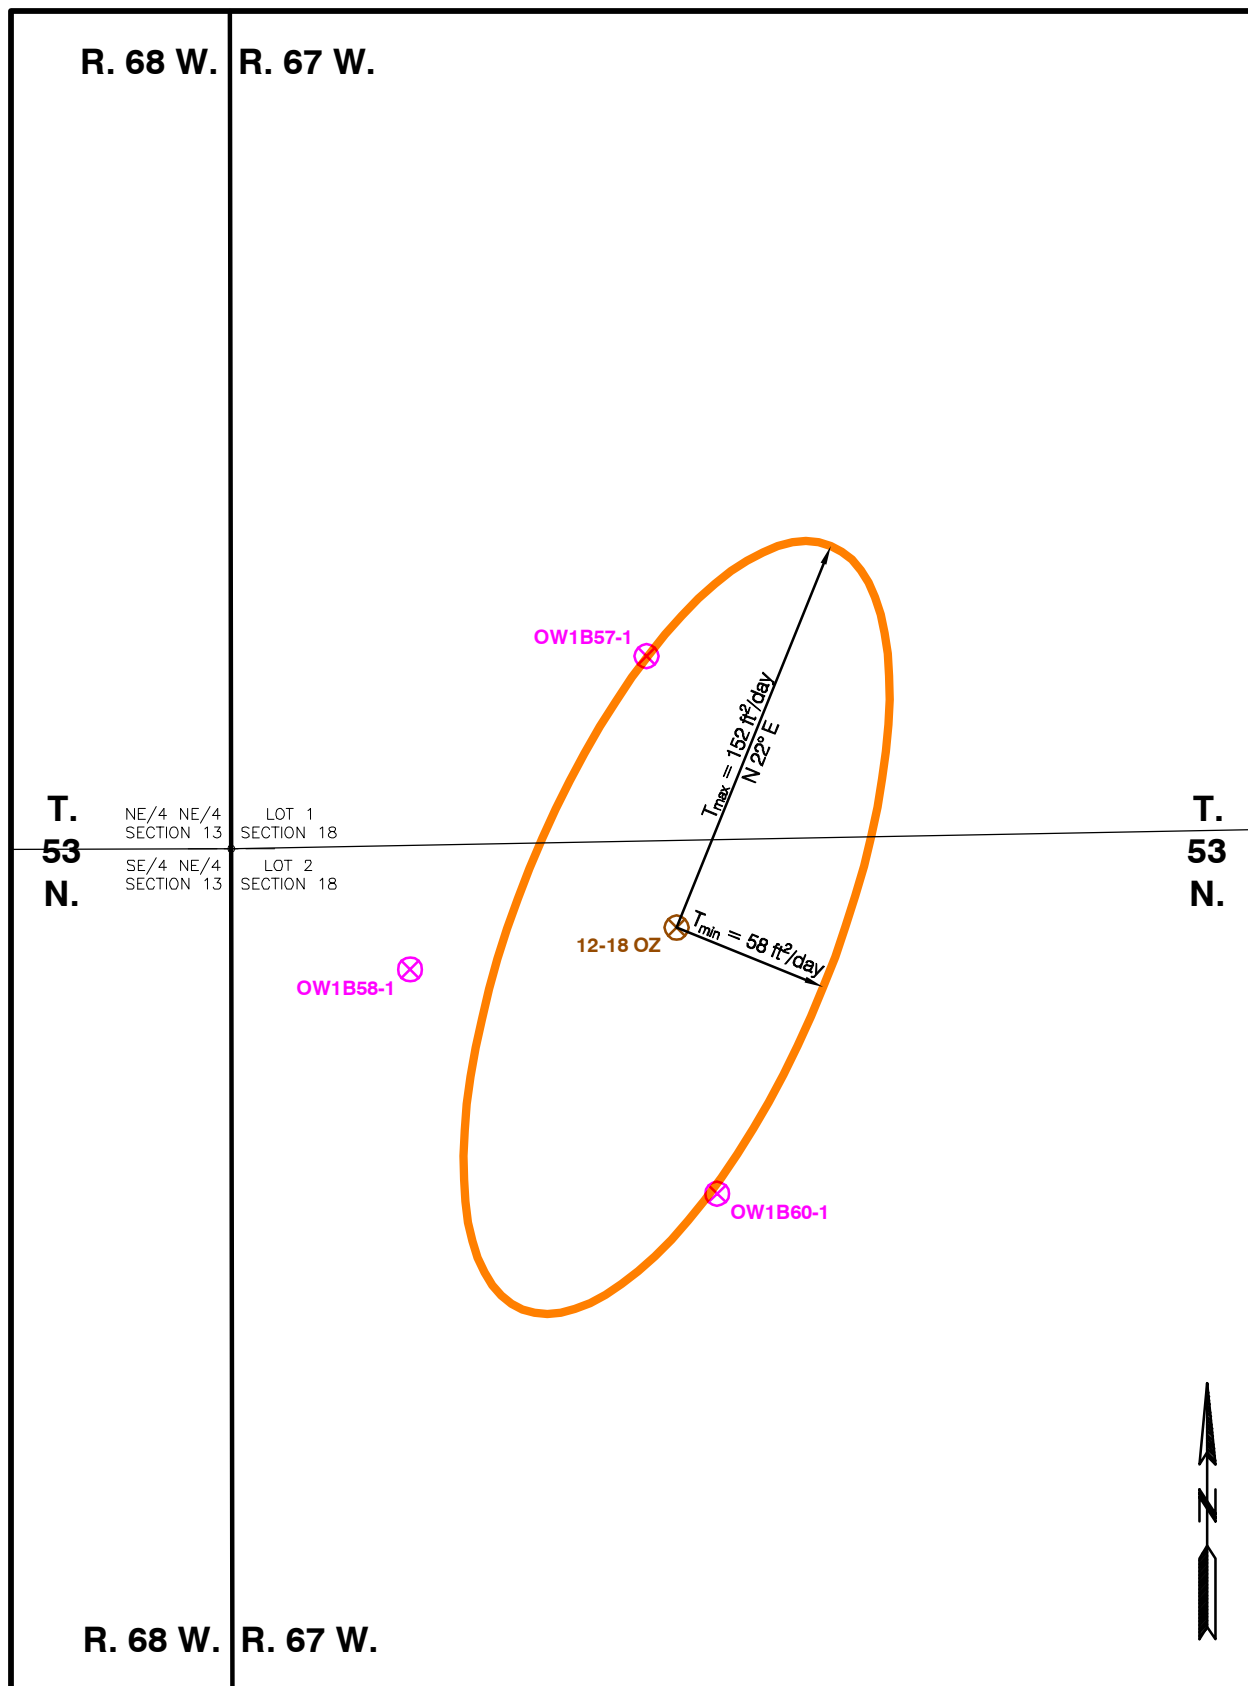 R. 68 W. R. 67 W.
OW1B57-1
Tmax = 152 ft²/day
N 22° E
T.
53
N.
NE/4 NE/4
SECTION 13
LOT 1
SECTION 18
SE/4 NE/4
SECTION 13
LOT 2
SECTION 18
T.
53
N.
12-18 OZ
Tmin = 58 ft²/day
OW1B58-1
OW1B60-1
N
R. 68 W. R. 67 W.